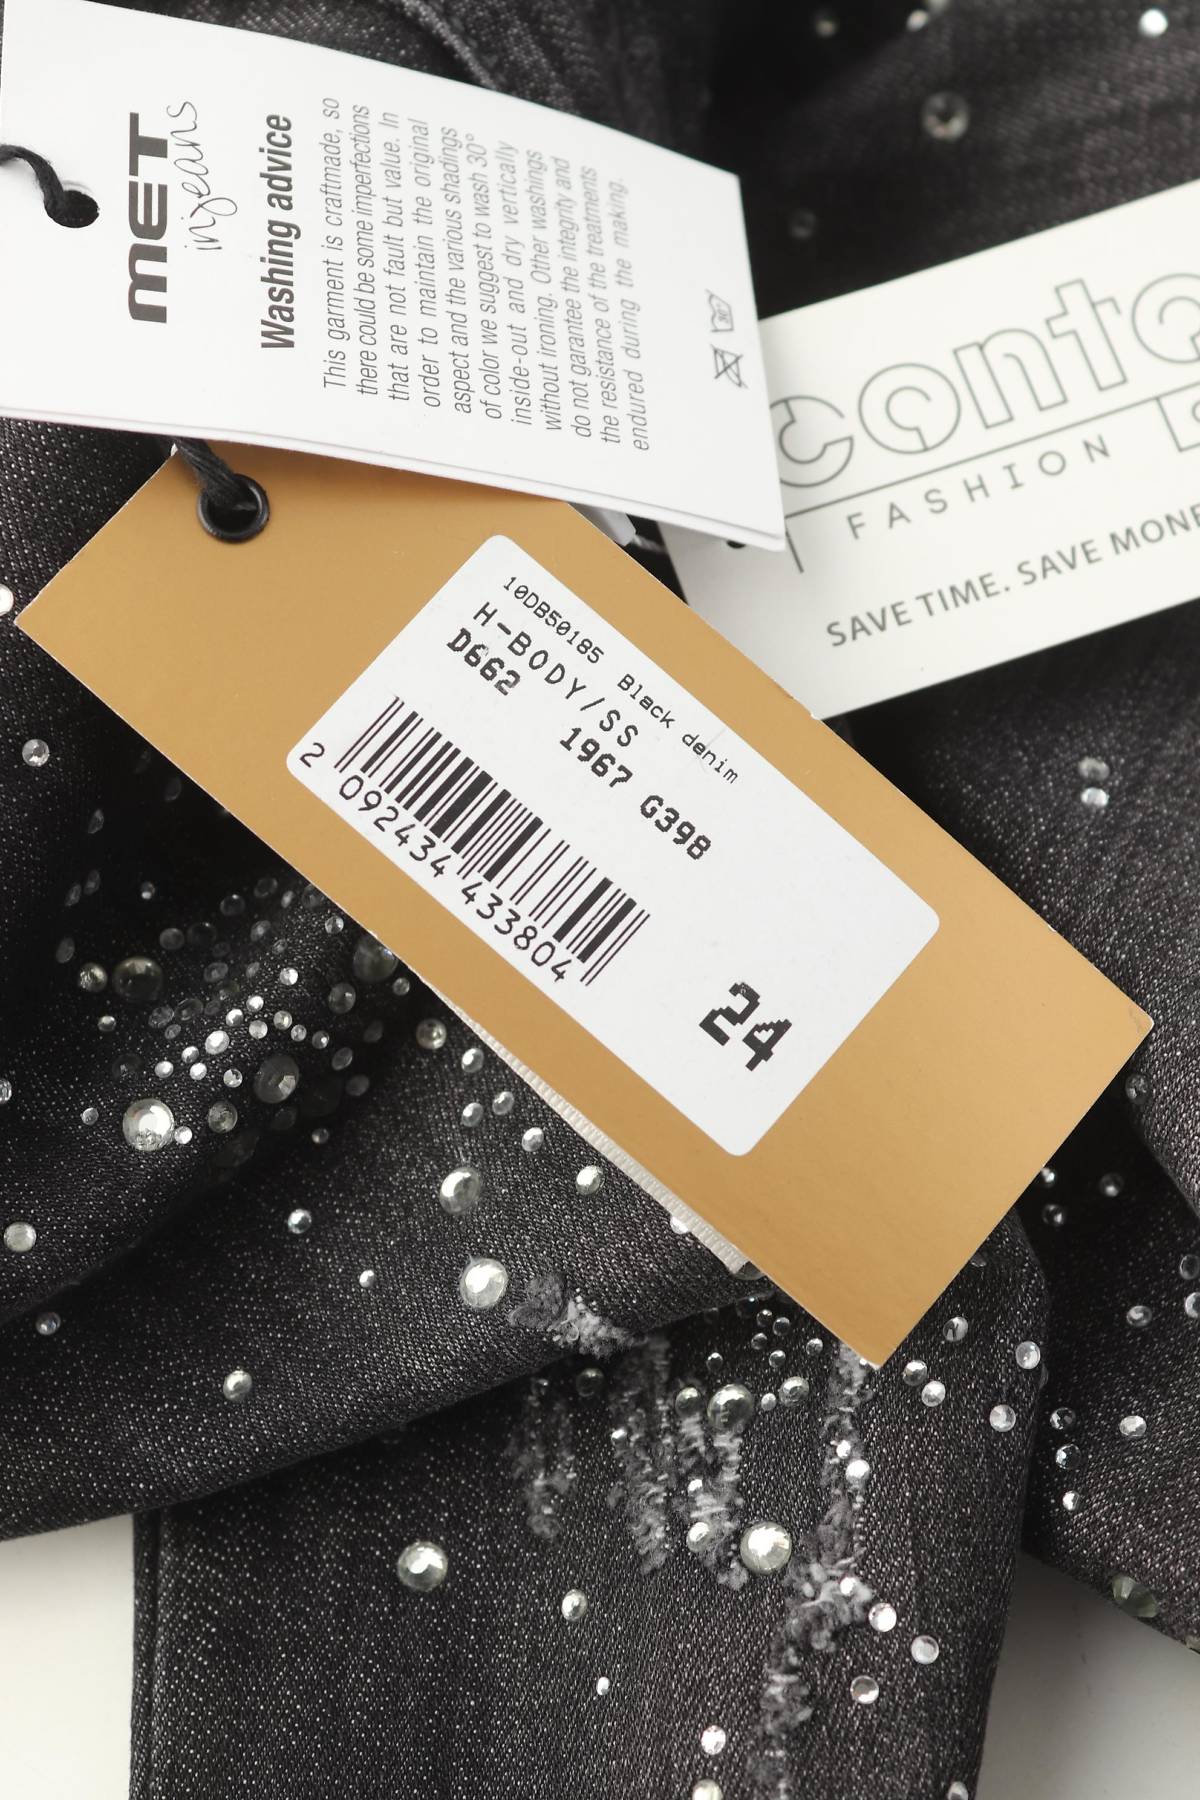 MET
injeans
Washing advice
This garment is craftmade, so
there could be some imperfections
that are not fault but value. In
order to maintain the original
aspect and the various shadings
of color we suggest to wash 30°
inside-out and dry vertically
without ironing. Other washings
do not garantee the integrity and
the resistance of the treatments
endured during the making.
30°
conto
FASHION
SAVE TIME. SAVE MONE
10DB50185 Black denim
H-BODY/SS
D662 1967 G398
2 092434 433804
24